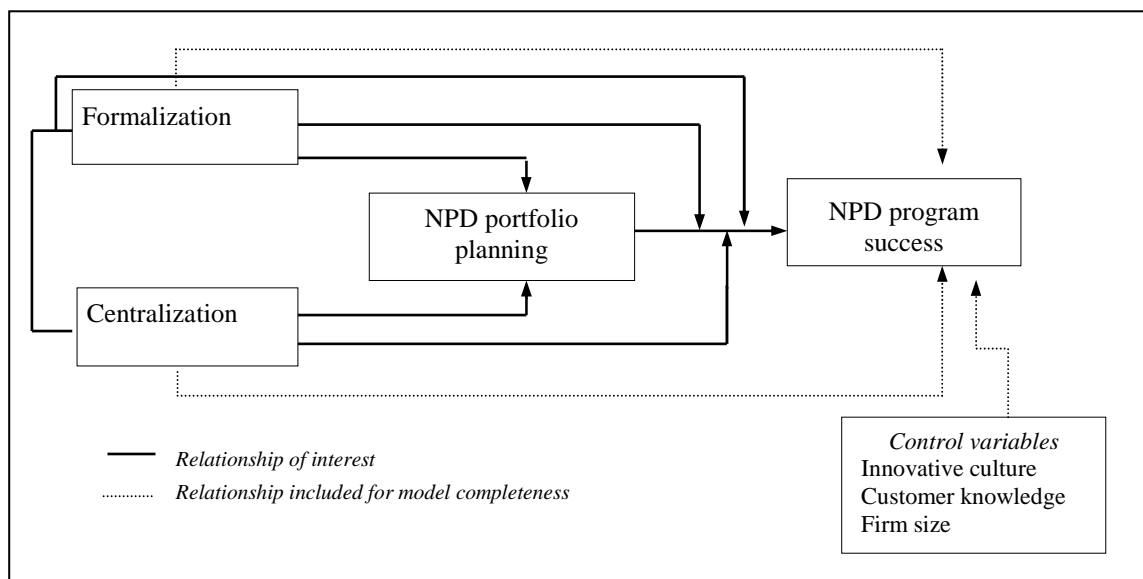 Formalization
NPD portfolio
planning
NPD program
success
Centralization
Relationship of interest
Relationship included for model completeness
Control variables
Innovative culture
Customer knowledge
Firm size